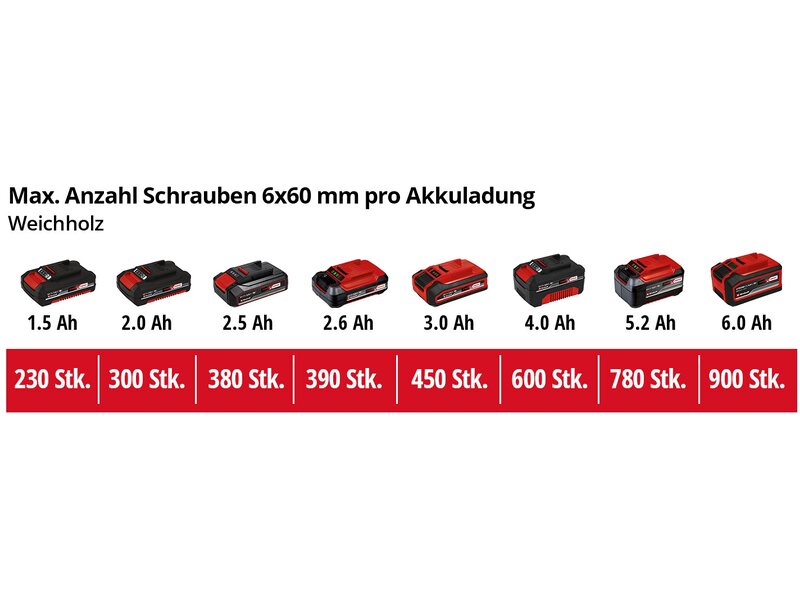 Max. Anzahl Schrauben 6x60 mm pro Akkuladung
Weichholz
1.5 Ah 2.0 Ah 2.5 Ah 2.6 Ah 3.0 Ah 4.0 Ah 5.2 Ah 6.0 Ah
230 Stk. 300 Stk. 380 Stk. 390 Stk. 450 Stk. 600 Stk. 780 Stk. 900 Stk.